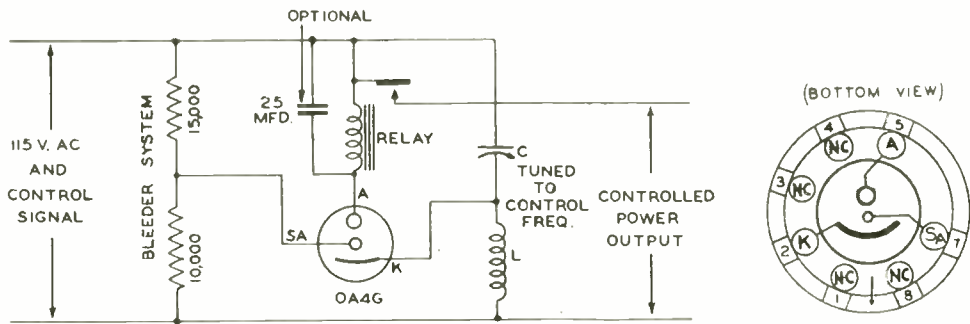 OPTIONAL
115 V. AC
AND
CONTROL
SIGNAL
BLEEDER SYSTEM
15,000
10,000
25
MFD.
RELAY
A
SA
K
OA4G
C
TUNED
TO
CONTROL
FREQ.
L
CONTROLLED
POWER
OUTPUT
(BOTTOM VIEW)
4
5
NC
A
3
NC
K
SA
2
7
NC
NC
1
8